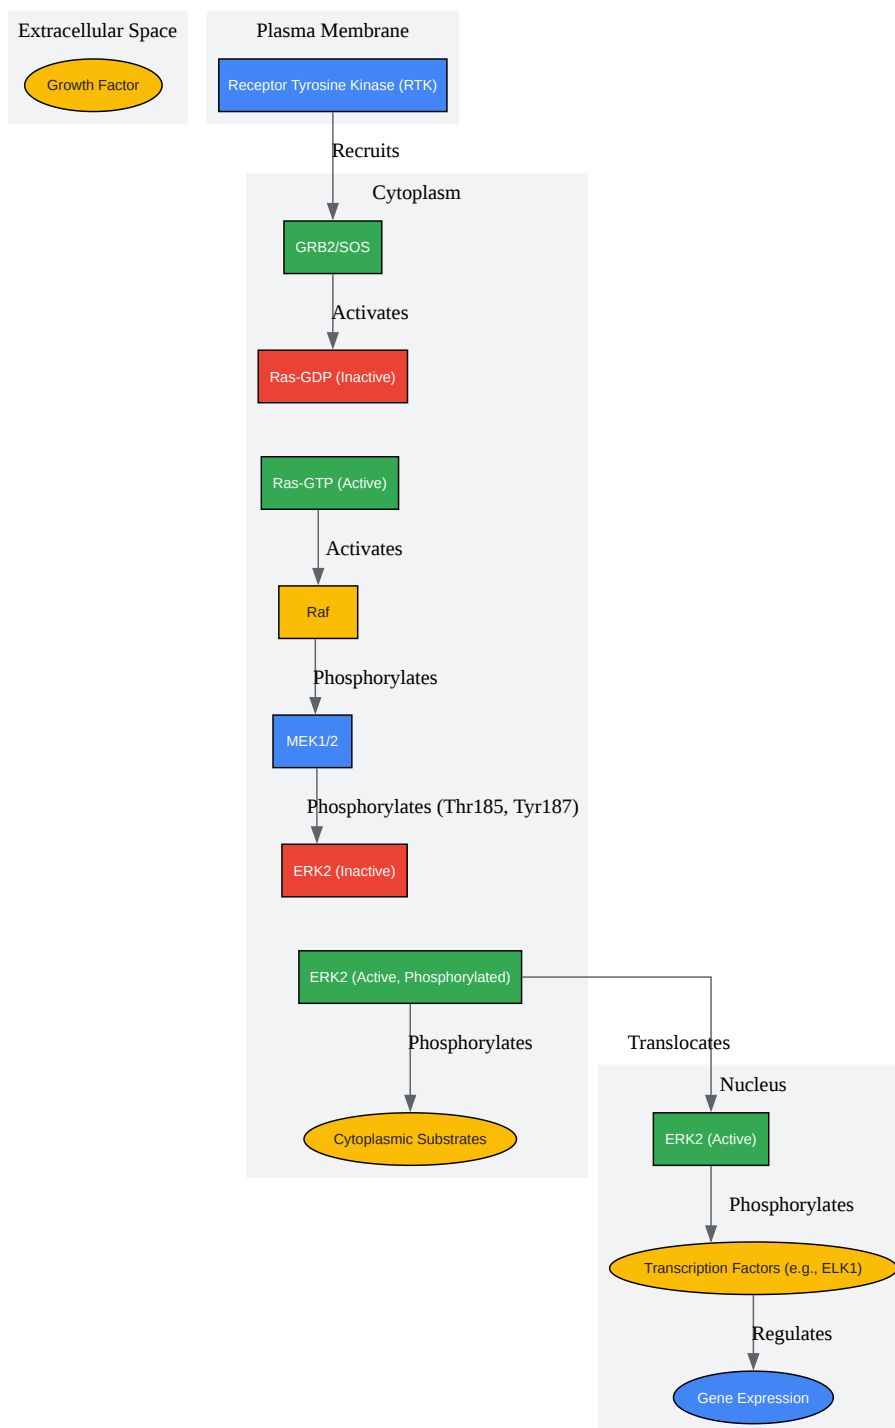 Extracellular Space
Growth Factor
Plasma Membrane
Receptor Tyrosine Kinase (RTK)
Recruits
Cytoplasm
GRB2/SOS
Activates
Ras-GDP (Inactive)
Ras-GTP (Active)
Activates
Raf
Phosphorylates
MEK1/2
Phosphorylates (Thr185, Tyr187)
ERK2 (Inactive)
ERK2 (Active, Phosphorylated)
Phosphorylates
Cytoplasmic Substrates
Translocates
Nucleus
ERK2 (Active)
Phosphorylates
Transcription Factors (e.g., ELK1)
Regulates
Gene Expression